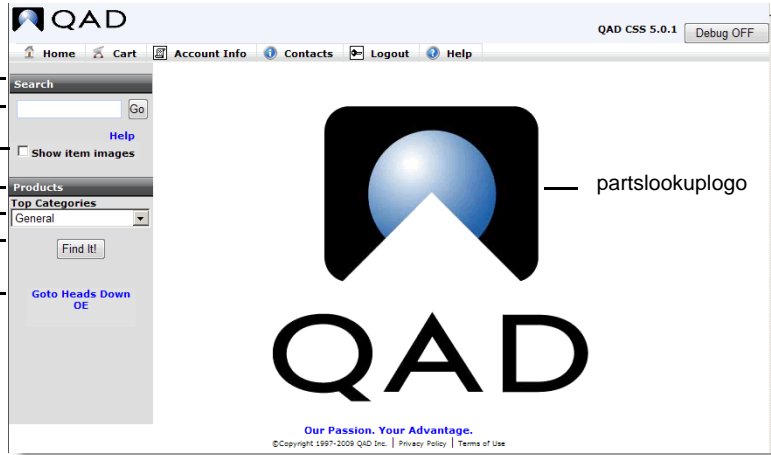 QAD
QAD CSS 5.0.1 Debug OFF
Home Cart Account Info Contacts Logout Help
Search
Go
Help
Show item images
Products
Top Categories
General
Find It!
Goto Heads Down
OE
partslookuplogo
QAD
Our Passion. Your Advantage.
©Copyright 1997-2009 QAD Inc. | Privacy Policy | Terms of Use